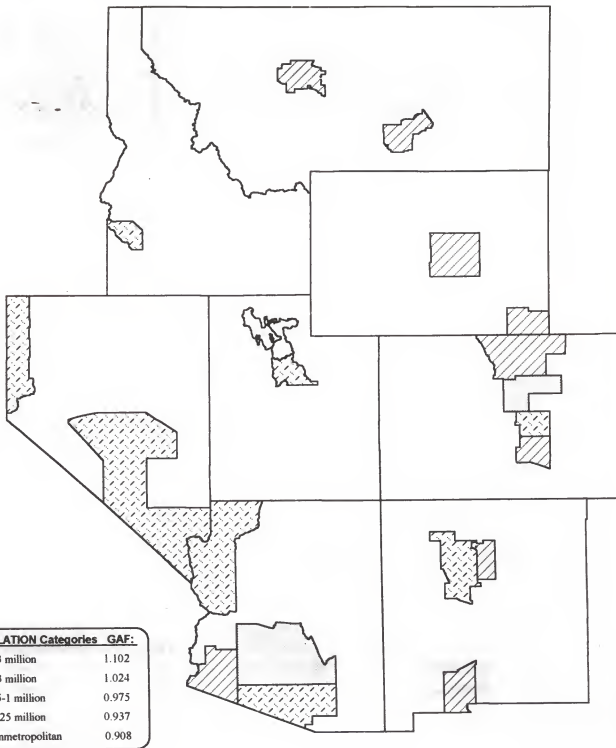 LATION Categories GAF:
million 1.102
million 1.024
-1 million 0.975
25 million 0.937
nmetropolitan 0.908